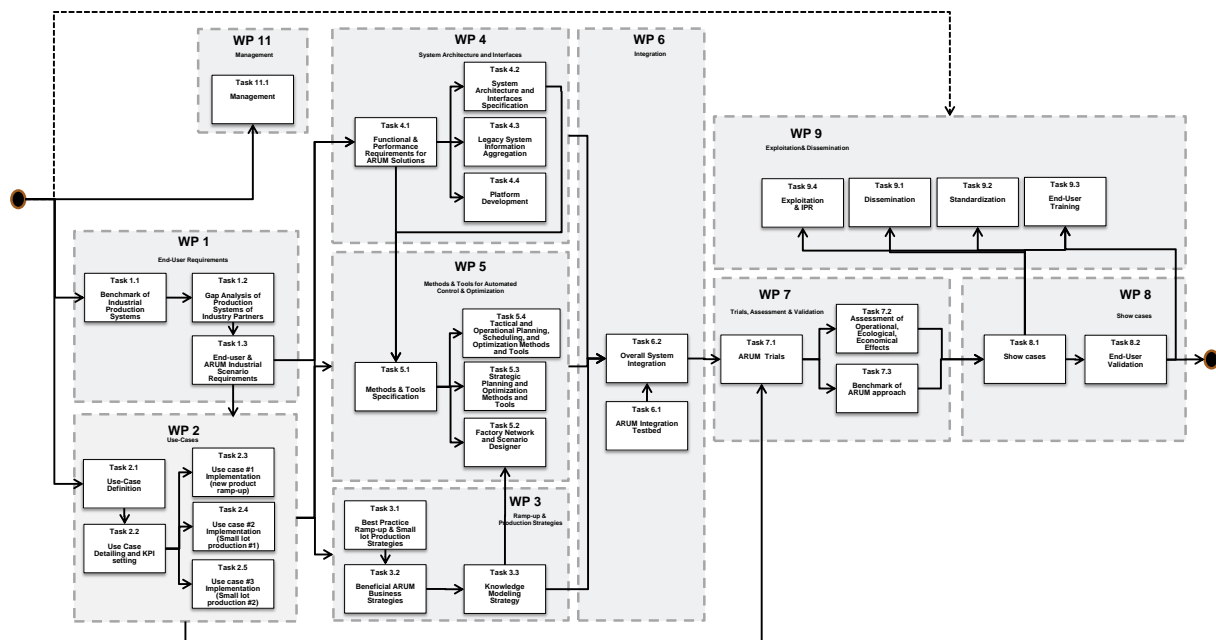 WP 11
Management
Task 11.1
Management
WP 1
End-User Requirements
Task 1.1
Benchmark of
Industrial
Production
Systems
Task 1.2
Gap Analysis of
Production
Systems of
Industry Partners
Task 1.3
End-user &
ARUM Industrial
Scenario
Requirements
WP 2
Use-Cases
Task 2.1
Use-Case
Definition
Task 2.2
Use Case
Detailing and KPI
setting
Task 2.3
Use case #1
Implementation
(new product
ramp-up)
Task 2.4
Use case #2
Implementation
(Small lot
production #1)
Task 2.5
Use case #3
Implementation
(Small lot
production #2)
WP 4
System Architecture and Interfaces
Task 4.1
Functional &
Performance
Requirements for
ARUM Solutions
Task 4.2
System
Architecture and
Interfaces
Specification
Task 4.3
Legacy System
Information
Aggregation
Task 4.4
Platform
Development
WP 5
Methods & Tools for Automated
Control & Optimization
Task 5.4
Tactical and
Operational Planning,
Scheduling, and
Optimization Methods
and Tools
Task 5.1
Methods & Tools
Specification
Task 5.3
Strategic
Planning and
Optimization
Methods and
Tools
Task 5.2
Factory Network
and Scenario
Designer
WP 3
Ramp-up &
Production Strategies
Task 3.1
Best Practice
Ramp-up & Small
lot Production
Strategies
Task 3.2
Beneficial ARUM
Business
Strategies
Task 3.3
Knowledge
Modeling
Strategy
WP 6
Integration
Task 6.2
Overall System
Integration
Task 6.1
ARUM Integration
Testbed
WP 9
Exploitation& Dissemination
Task 9.4
Exploitation
& IPR
Task 9.1
Dissemination
Task 9.2
Standardization
Task 9.3
End-User
Training
WP 7
Trials, Assessment & Validation
Task 7.1
ARUM Trials
Task 7.2
Assessment of
Operational,
Ecological,
Economical
Effects
Task 7.3
Benchmark of
ARUM approach
WP 8
Show cases
Task 8.1
Show cases
Task 8.2
End-User
Validation